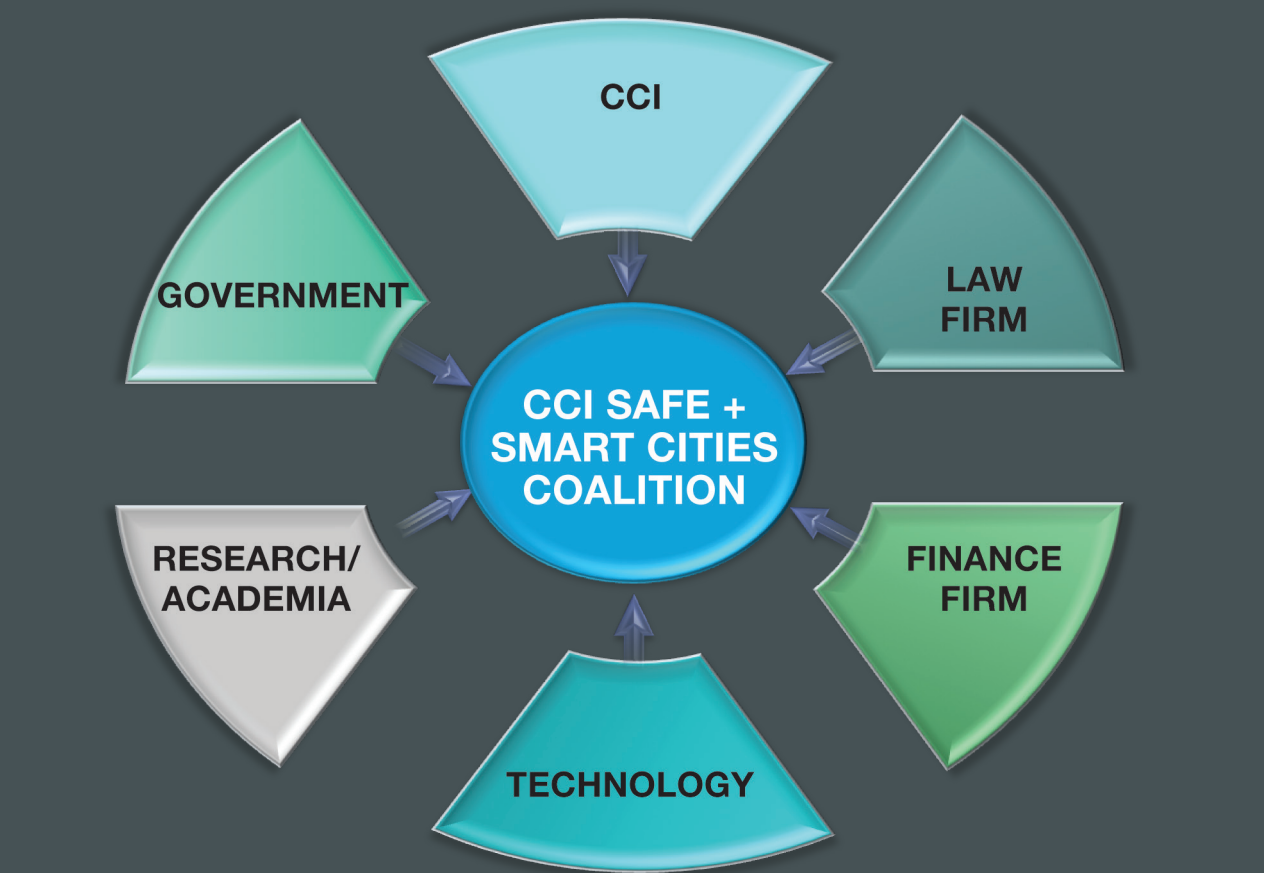 CCI
GOVERNMENT
LAW
FIRM
CCI SAFE +
SMART CITIES
COALITION
RESEARCH/
ACADEMIA
FINANCE
FIRM
TECHNOLOGY